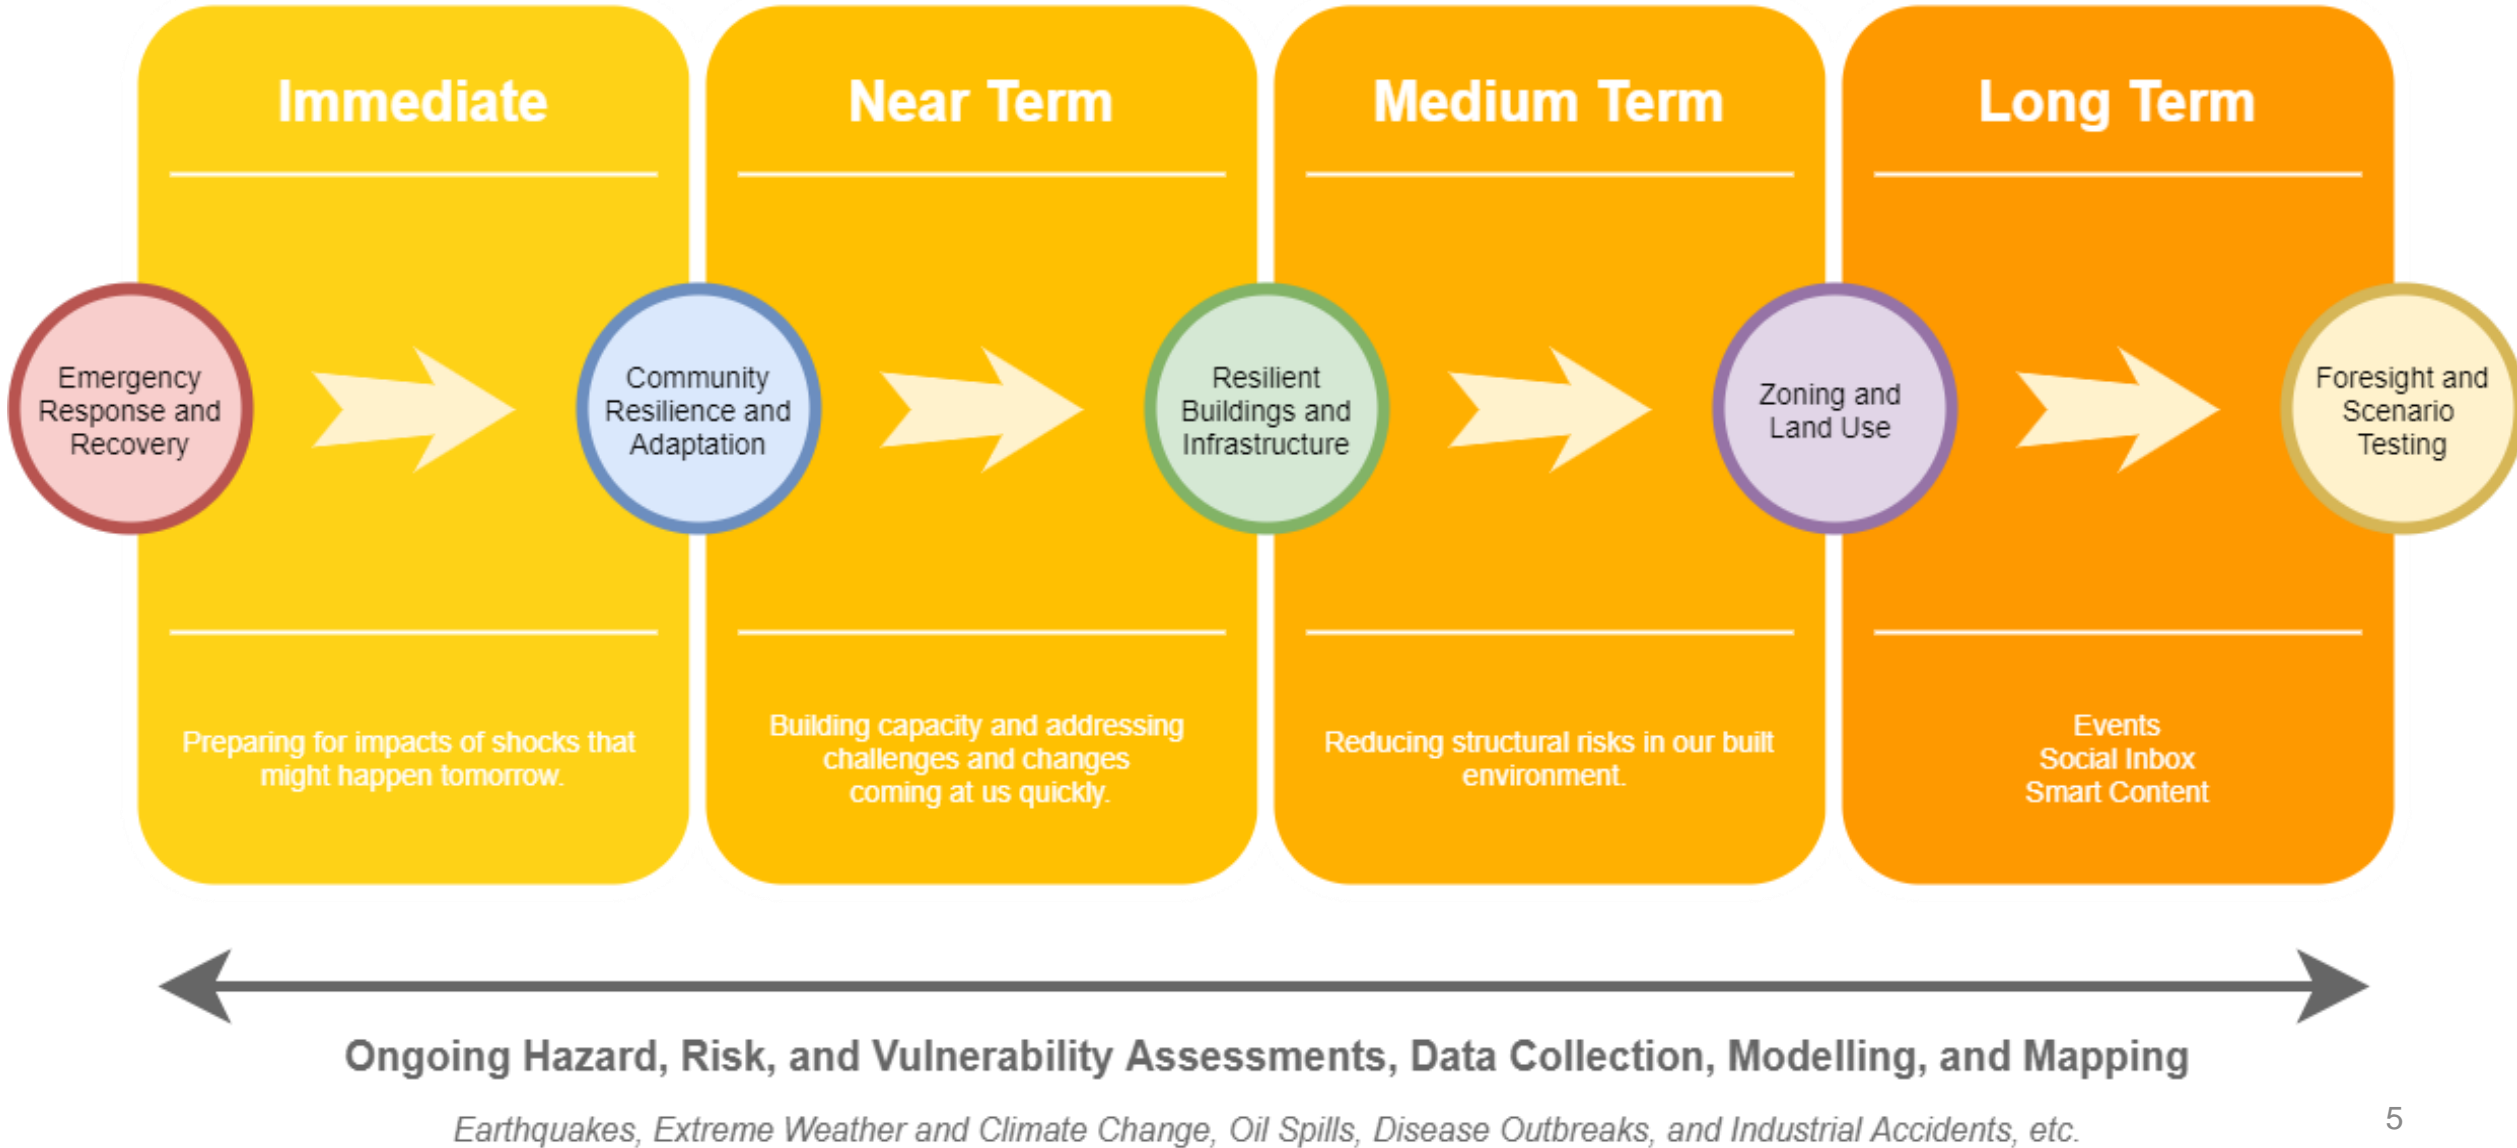 Immediate
Near Term
Medium Term
Long Term
Emergency
Response and
Recovery
Community
Resilience and
Adaptation
Resilient
Buildings and
Infrastructure
Zoning and
Land Use
Foresight and
Scenario
Testing
Preparing for impacts of shocks that
might happen tomorrow.
Building capacity and addressing
challenges and changes
coming at us quickly.
Reducing structural risks in our built
environment.
Events
Social Inbox
Smart Content
Ongoing Hazard, Risk, and Vulnerability Assessments, Data Collection, Modelling, and Mapping
Earthquakes, Extreme Weather and Climate Change, Oil Spills, Disease Outbreaks, and Industrial Accidents, etc.
5